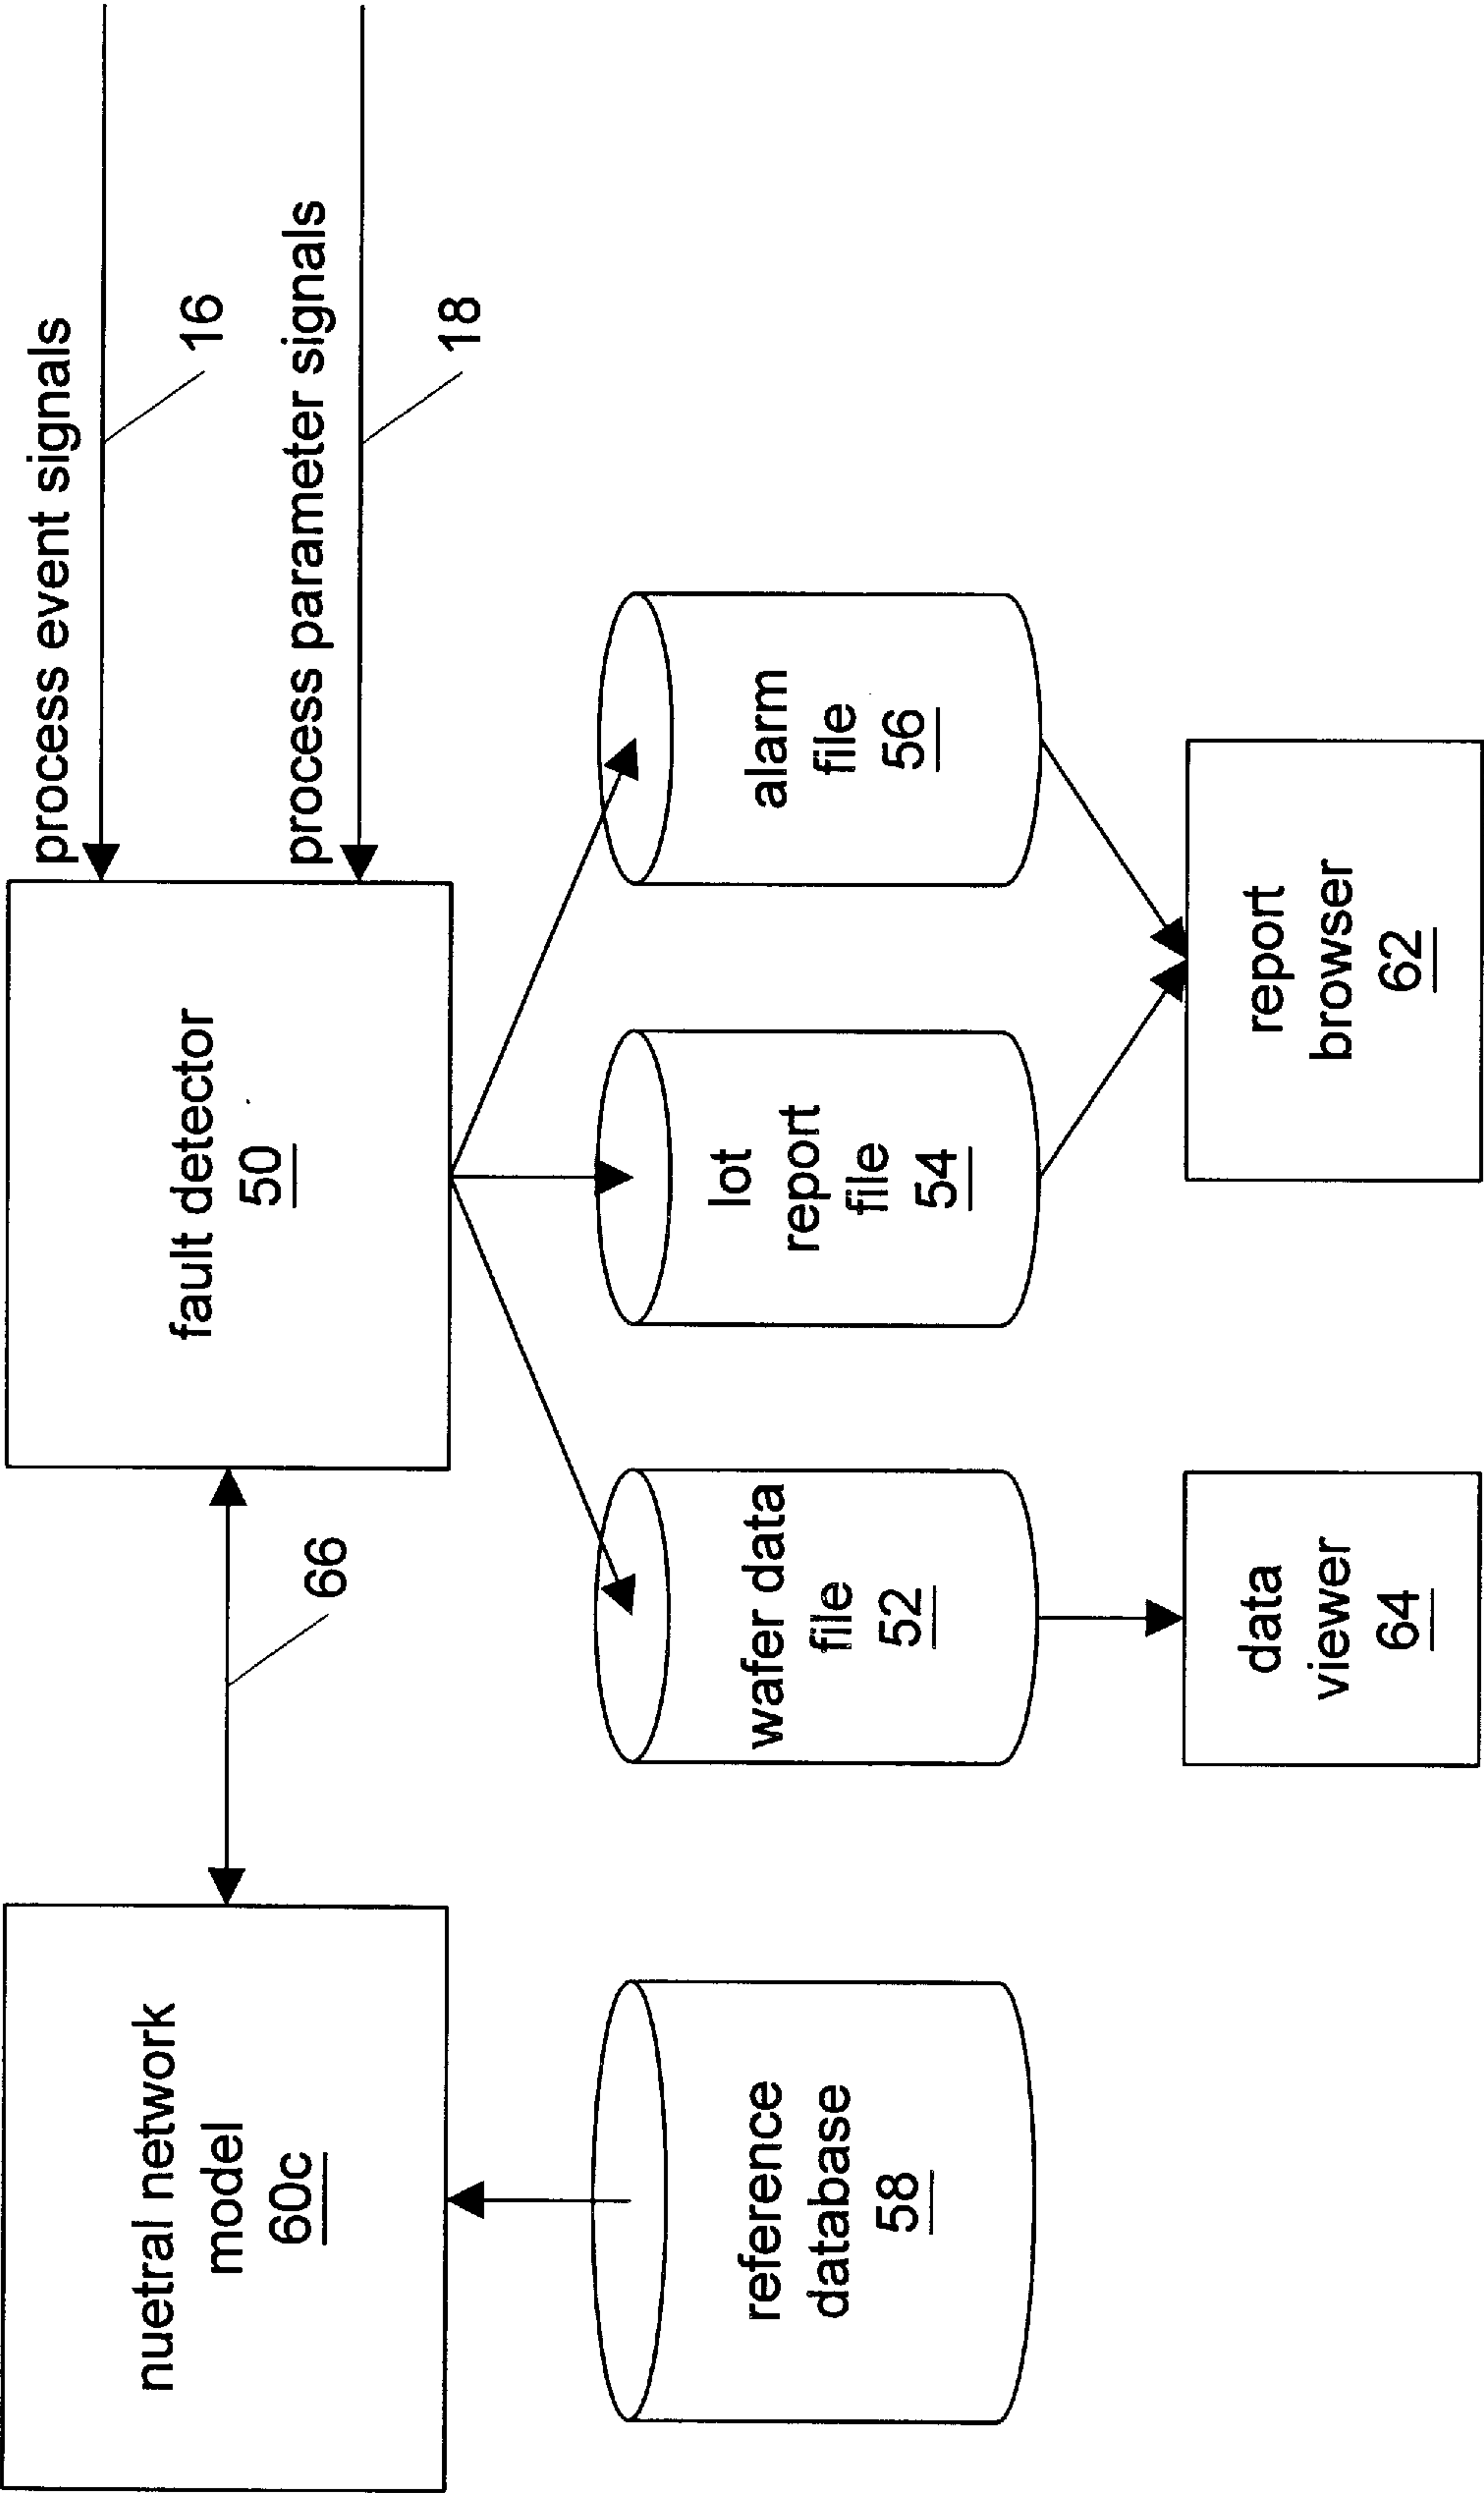 process event signals
16
process parameter signals
18
nuetral network
model
60c
66
fault detector
50
reference
database
58
wafer data
file
52
lot
report
file
54
alarm
file
56
data
viewer
64
report
browser
62